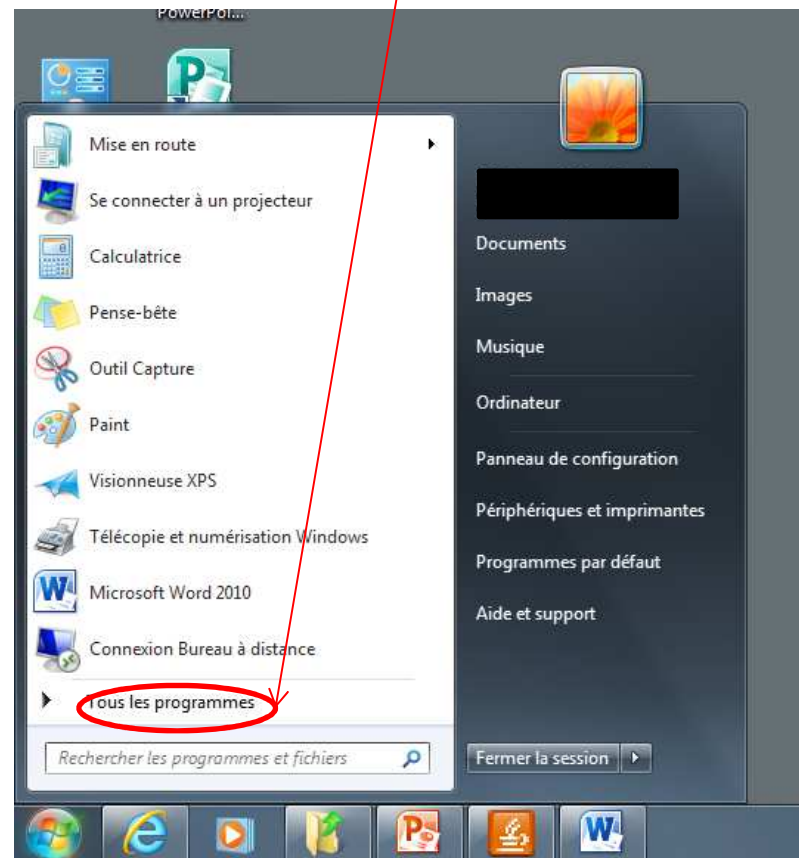 PowerPoi...
Mise en route
Se connecter à un projecteur
Calculatrice
Pense-bête
Outil Capture
Paint
Visionneuse XPS
Télécopie et numérisation Windows
Microsoft Word 2010
Connexion Bureau à distance
Tous les programmes
Rechercher les programmes et fichiers
Documents
Images
Musique
Ordinateur
Panneau de configuration
Périphériques et imprimantes
Programmes par défaut
Aide et support
Fermer la session